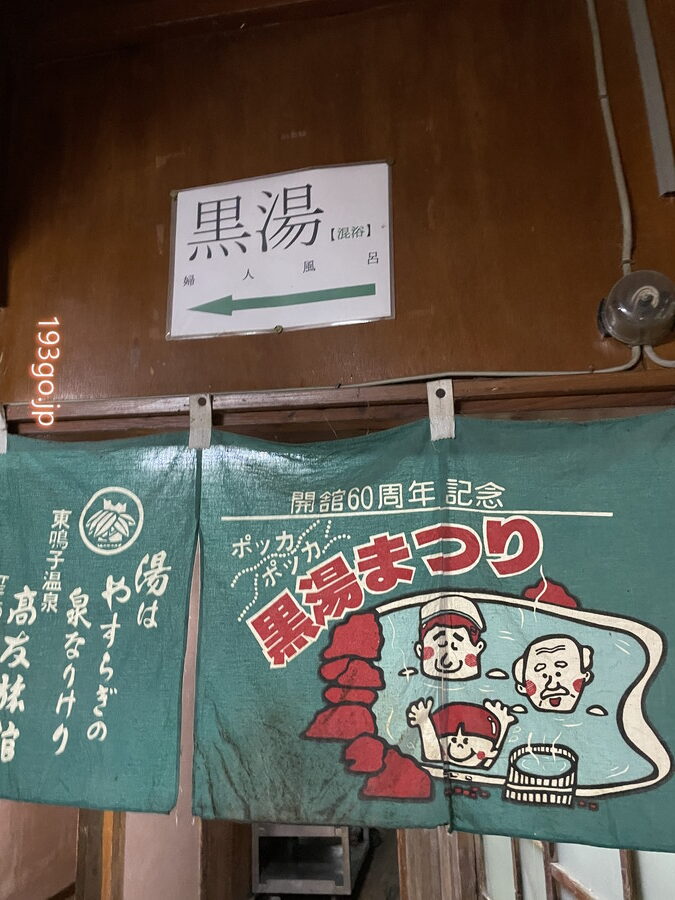 黒湯【混浴】
婦人風呂
193go.jp
開館60周年記念
ポッカ
ポッカ
黒湯まつり
湯は
やすらぎの
泉なりけり
東鳴子温泉
高友旅館